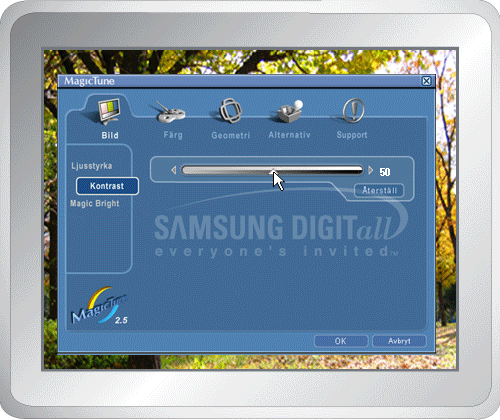 MagicTune
Bild
Färg
Geometri
Alternativ
Support
Ljusstyrka
Kontrast
Magic Bright
50
Återställ
SAMSUNG DIGITall
everyone's invited™
MagicTune
2.5
OK
Avbryt